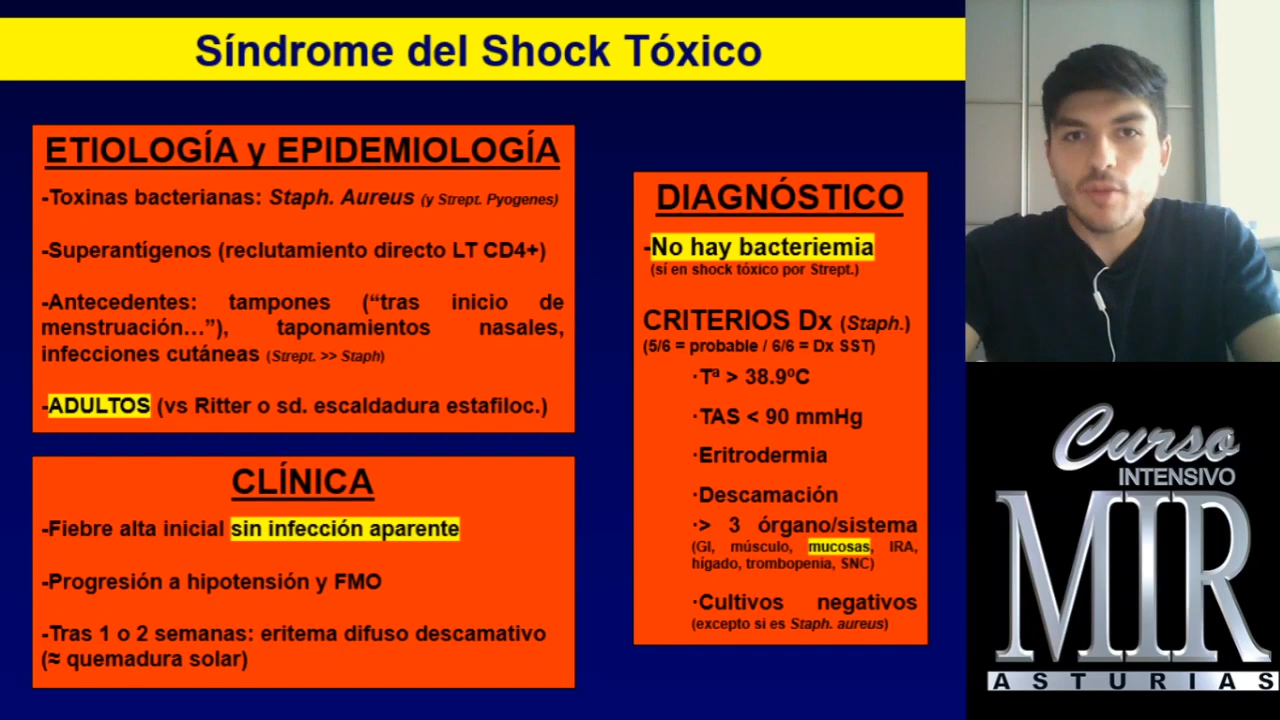 Síndrome del Shock Tóxico
ETIOLOGÍA y EPIDEMIOLOGÍA
-Toxinas bacterianas: Staph. Aureus (y Strept. Pyogenes)
-Superantígenos (reclutamiento directo LT CD4+)
-Antecedentes: tampones (“tras inicio de
menstruación…”), taponamientos nasales,
infecciones cutáneas (Strept. >> Staph)
-ADULTOS (vs Ritter o sd. escaldadura estafiloc.)
CLÍNICA
-Fiebre alta inicial sin infección aparente
-Progresión a hipotensión y FMO
-Tras 1 o 2 semanas: eritema difuso descamativo
(≈ quemadura solar)
DIAGNÓSTICO
-No hay bacteriemia
(sí en shock tóxico por Strept.)
CRITERIOS Dx (Staph.)
(5/6 = probable / 6/6 = Dx SST)
·Tª > 38.9ºC
·TAS < 90 mmHg
·Eritrodermia
·Descamación
·> 3 órgano/sistema
(GI, músculo, mucosas, IRA,
hígado, trombopenia, SNC)
·Cultivos negativos
(excepto si es Staph. aureus)
Curso
INTENSIVO
MIR
ASTURIAS